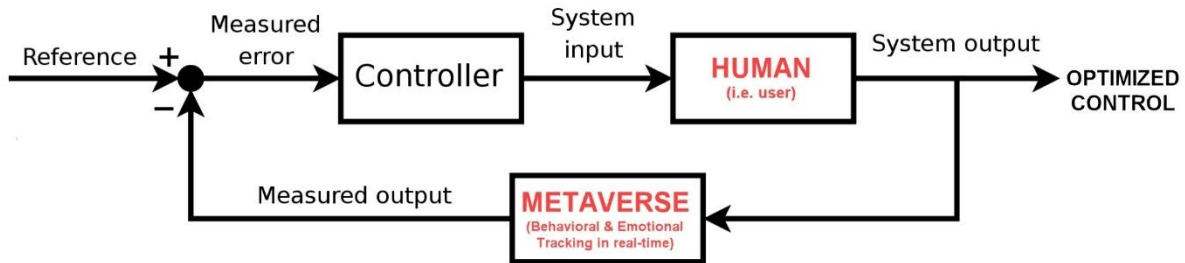 Reference
+
−
Measured
error
Controller
System
input
HUMAN
(i.e. user)
System output
OPTIMIZED
CONTROL
Measured output
METAVERSE
(Behavioral & Emotional
Tracking in real-time)